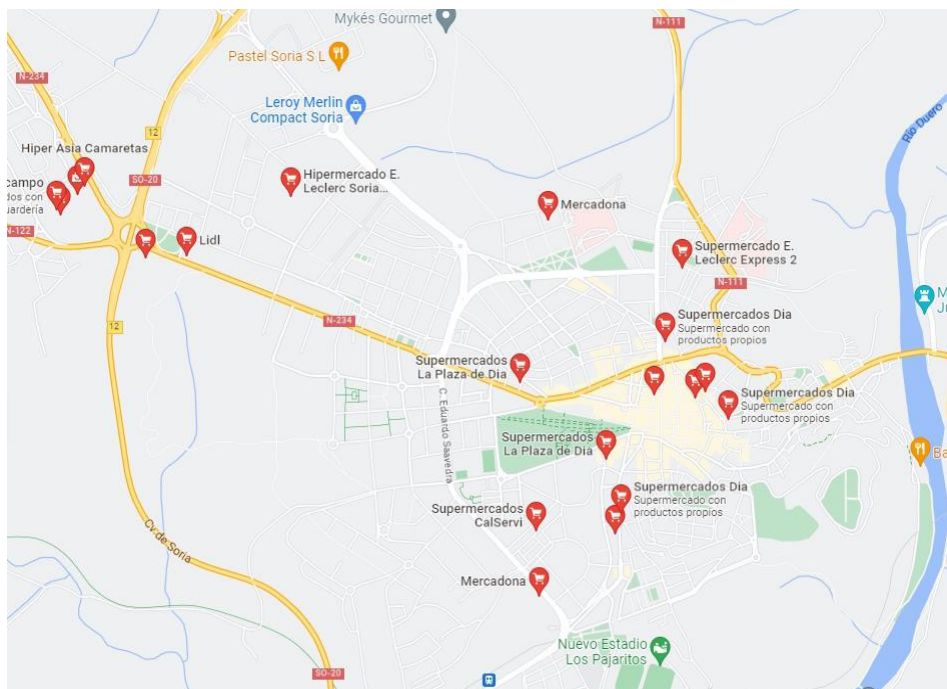 Mykés Gourmet
N-111
Pastel Soria S L
N-234
Leroy Merlin
Compact Soria
Río Duero
12
Hiper Asia Camaretas
SO-20
Hipermercado E.
Leclerc Soria...
campo
dos con
uardería
Mercadona
N-122
Lidl
Supermercado E.
Leclerc Express 2
N-111
M
J
12
N-234
Supermercados Dia
Supermercado con
productos propios
Supermercados
La Plaza de Dia
C. Eduardo Saavedra
Supermercados Dia
Supermercado con
productos propios
Supermercados
La Plaza de Dia
Ba
Supermercados Dia
Supermercado con
productos propios
Supermercados
CalServi
Cv de Soria
Mercadona
Nuevo Estadio
Los Pajaritos
SO-20
SO-20